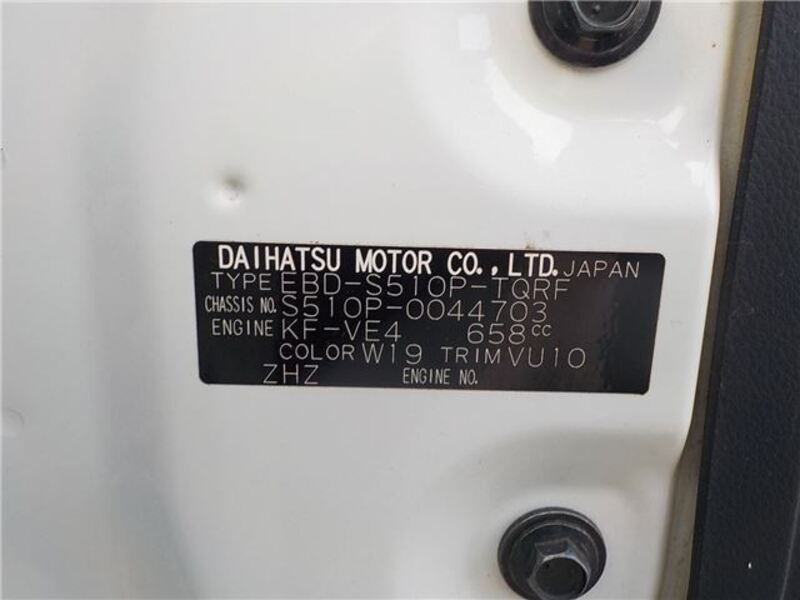 DAIHATSU MOTOR CO., LTD. JAPAN
TYPE EBD-S510P-TQRF
CHASSIS NO. S510P-0044703
ENGINE KF-VE4 658cc
COLOR W19 TRIM VU10
ZHZ ENGINE NO.